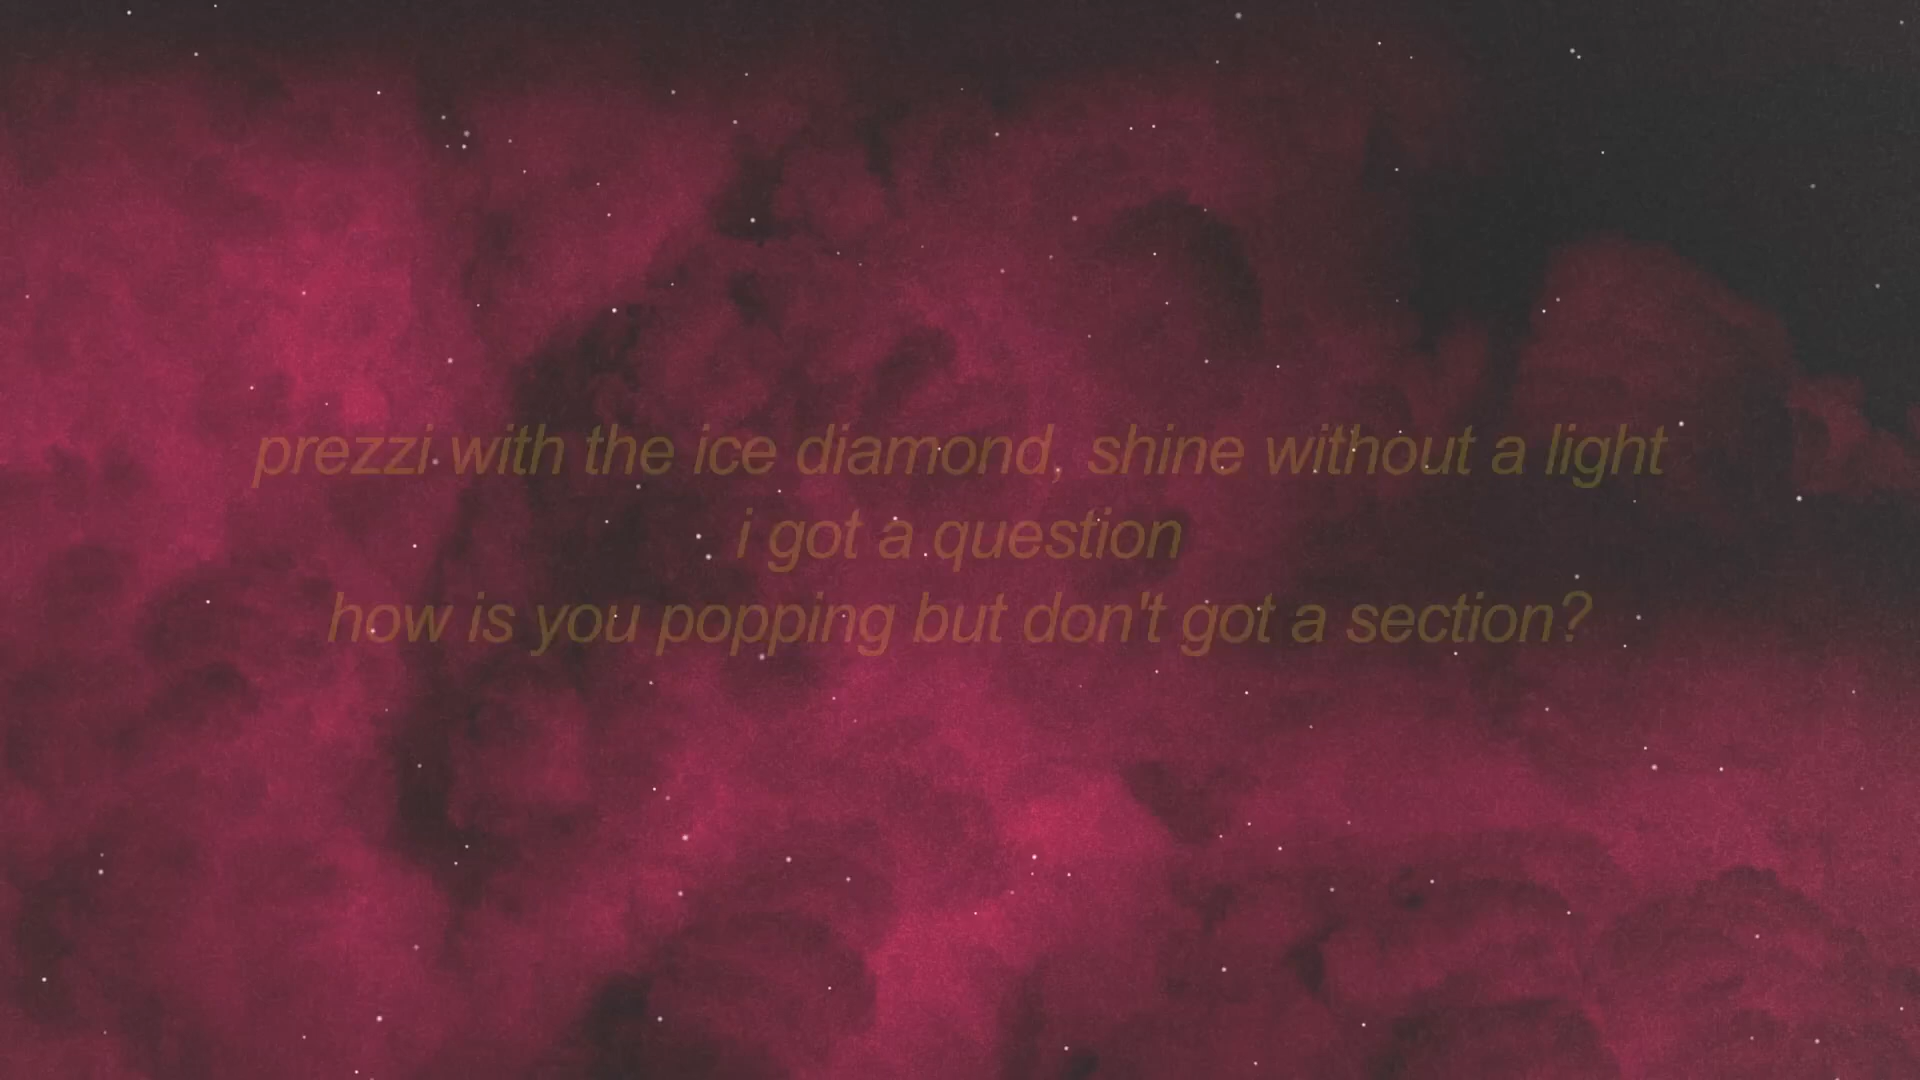 prezzi with the ice diamond, shine without a light
i got a question
how is you popping but don't got a section?